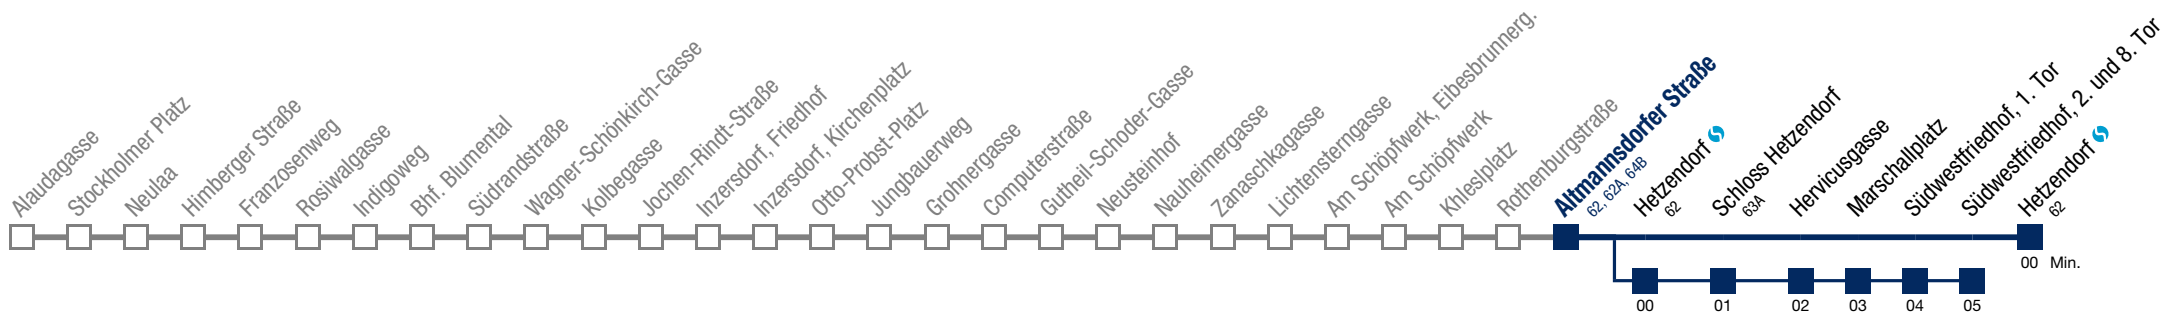 Alaudagasse
Stockholmer Platz
Neulaa
Himberger Straße
Franzosenweg
Rosiwalgasse
Indigoweg
Bhf. Blumental
Südrandstraße
Wagner-Schönkirch-Gasse
Kolbegasse
Jochen-Rindt-Straße
Inzersdorf, Friedhof
Inzersdorf, Kirchenplatz
Otto-Probst-Platz
Jungbauerweg
Grohnergasse
Computerstraße
Gutheil-Schoder-Gasse
Neusteinhof
Nauheimergasse
Zanaschkagasse
Lichtensterngasse
Am Schöpfwerk, Eibesbrunnerg.
Am Schöpfwerk
Khleslplatz
Rothenburgstraße
Altmannsdorfer Straße
62, 62A, 64B
Hetzendorf
62
Schloss Hetzendorf
63A
Hervicusgasse
Marschallplatz
Südwestfriedhof, 1. Tor
Südwestfriedhof, 2. und 8. Tor
Hetzendorf
62
00 Min.
00 01 02 03 04 05